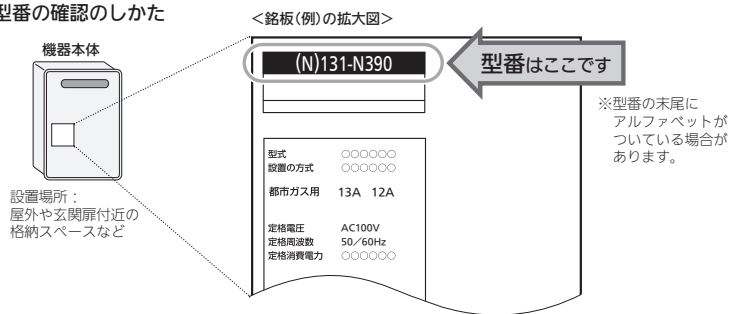 型番の確認のしかた
<銘板(例)の拡大図>
機器本体
(N)131-N390
型番はここです
※型番の末尾に
アルファベットが
ついている場合が
あります。
型式 ○○○○○○
設置の方式 ○○○○○○
都市ガス用 13A 12A
定格電圧 AC100V
定格周波数 50/60Hz
定格消費電力 ○○○○○○
設置場所：
屋外や玄関扉付近の
格納スペースなど